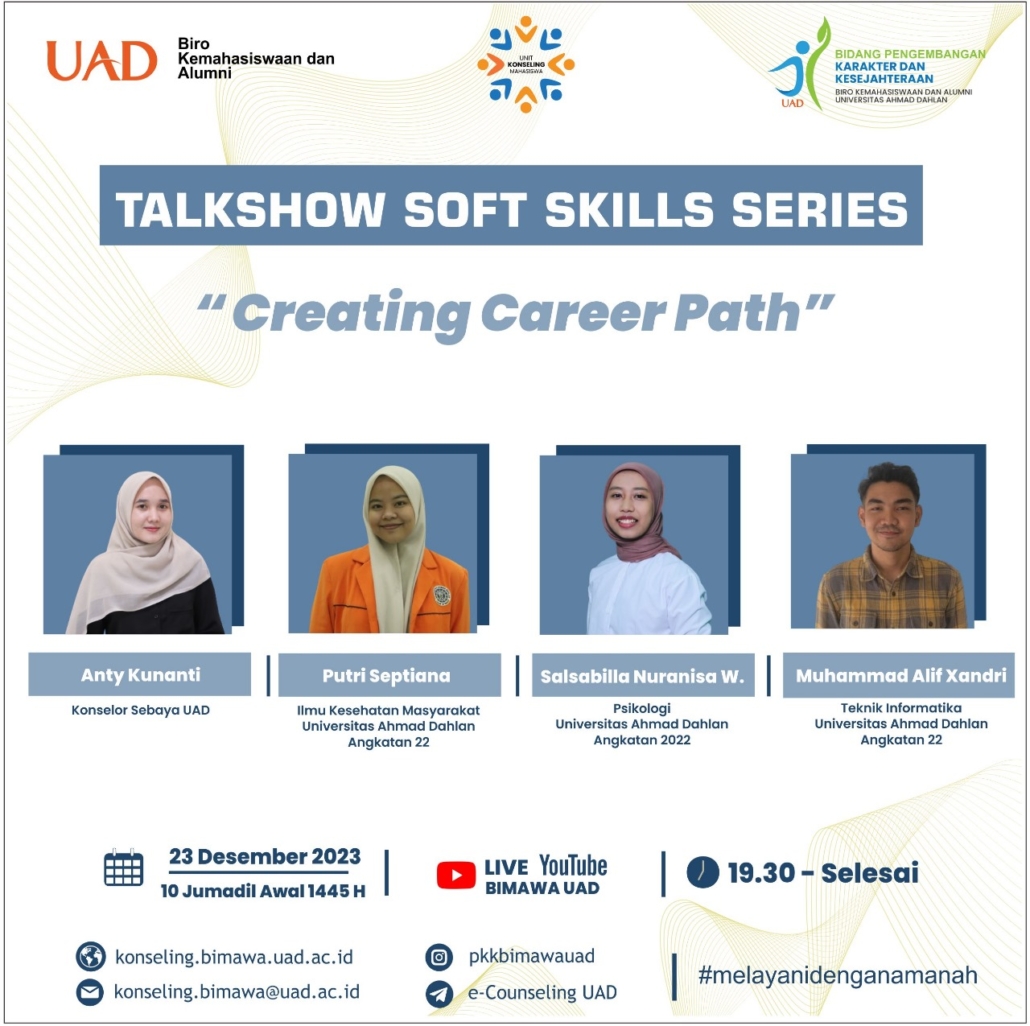 UAD
Biro
Kemahasiswaan dan
Alumni
UNIT
KONSELING
MAHASISWA
BIDANG PENGEMBANGAN
KARAKTER DAN
KESEJAHTERAAN
BIRO KEMAHASISWAAN DAN ALUMNI
UNIVERSITAS AHMAD DAHLAN
UAD
TALKSHOW SOFT SKILLS SERIES
“Creating Career Path”
Anty Kunanti
Konselor Sebaya UAD
Putri Septiana
Ilmu Kesehatan Masyarakat
Universitas Ahmad Dahlan
Angkatan 22
Salsabilla Nuranisa W.
Psikologi
Universitas Ahmad Dahlan
Angkatan 2022
Muhammad Alif Xandri
Teknik Informatika
Universitas Ahmad Dahlan
Angkatan 22
23 Desember 2023
10 Jumadil Awal 1445 H
LIVE YouTube
BIMAWA UAD
19.30 - Selesai
konseling.bimawa.uad.ac.id
konseling.bimawa@uad.ac.id
pkkbimawauad
e-Counseling UAD
#melayanidenganamanah